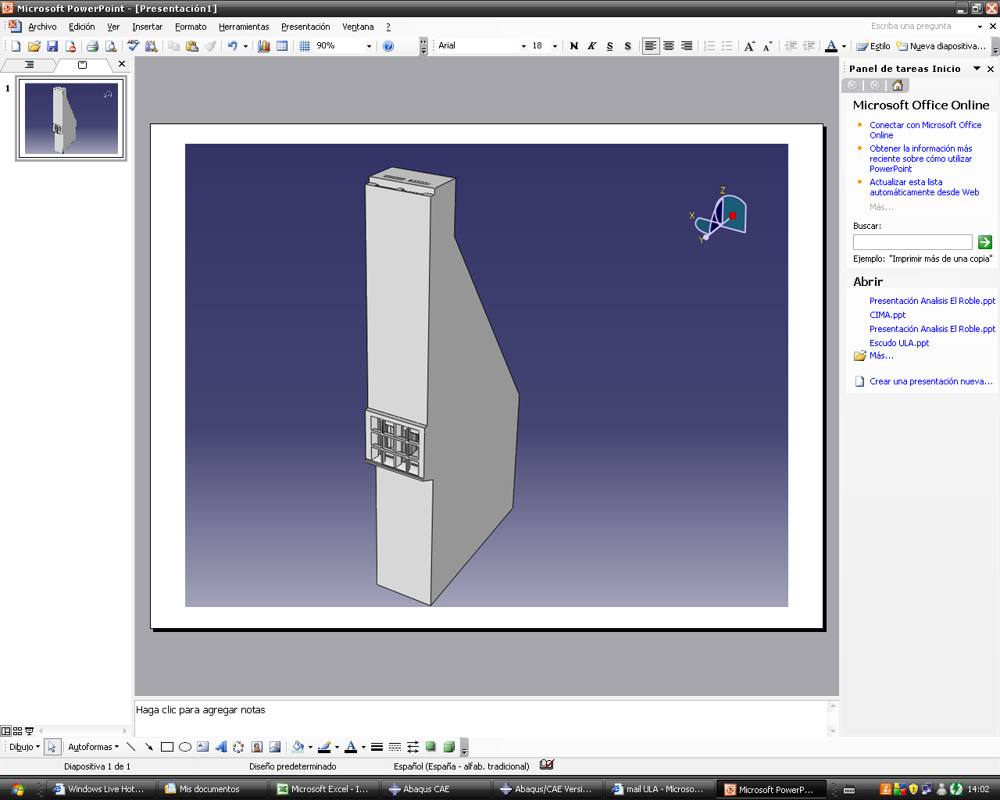 Microsoft PowerPoint - [Presentación1]
Archivo Edición Ver Insertar Formato Herramientas Presentación Ventana ? Escriba una pregunta
90% Arial 18 N K S S A A A Estilo Nueva diapositiva...
1
Panel de tareas Inicio
Microsoft Office Online
Conectar con Microsoft Office
Online
Obtener la información más
reciente sobre cómo utilizar
PowerPoint
Actualizar esta lista
automáticamente desde Web
Más...
Buscar:
Ejemplo: "Imprimir más de una copia"
Abrir
Presentación Analisis El Roble.ppt
CIMA.ppt
Presentación Analisis El Roble.ppt
Escudo ULA.ppt
Más...
Crear una presentación nueva...
Z
X
Y
Haga clic para agregar notas
Dibujo Autoformas
Diapositiva 1 de 1 Diseño predeterminado Español (España - alfab. tradicional)
Windows Live Hot... Mis documentos Microsoft Excel - I... Abaqus CAE Abaqus/CAE Versi... mail ULA - Microso... Microsoft PowerP... 14:02